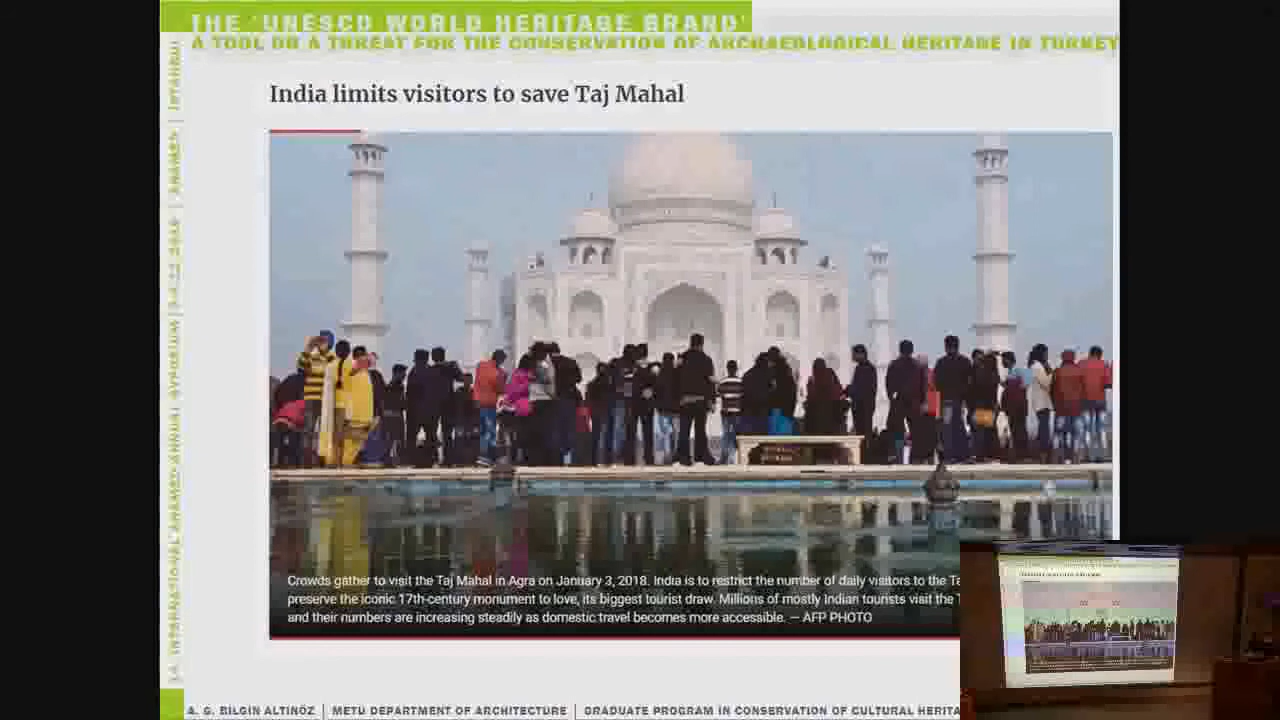 THE 'UNESCO WORLD HERITAGE BRAND'
A TOOL OR A THREAT FOR THE CONSERVATION OF ARCHAEOLOGICAL HERITAGE IN TURKEY
India limits visitors to save Taj Mahal
Crowds gather to visit the Taj Mahal in Agra on January 3, 2018. India is to restrict the number of daily visitors to the
preserve the iconic 17th-century monument to love, its biggest tourist draw. Millions of mostly Indian tourists visit the
and their numbers are increasing steadily as domestic travel becomes more accessible. — AFP PHOTO
A. G. BILGIN ALTINÖZ | METU DEPARTMENT OF ARCHITECTURE | GRADUATE PROGRAM IN CONSERVATION OF CULTURAL